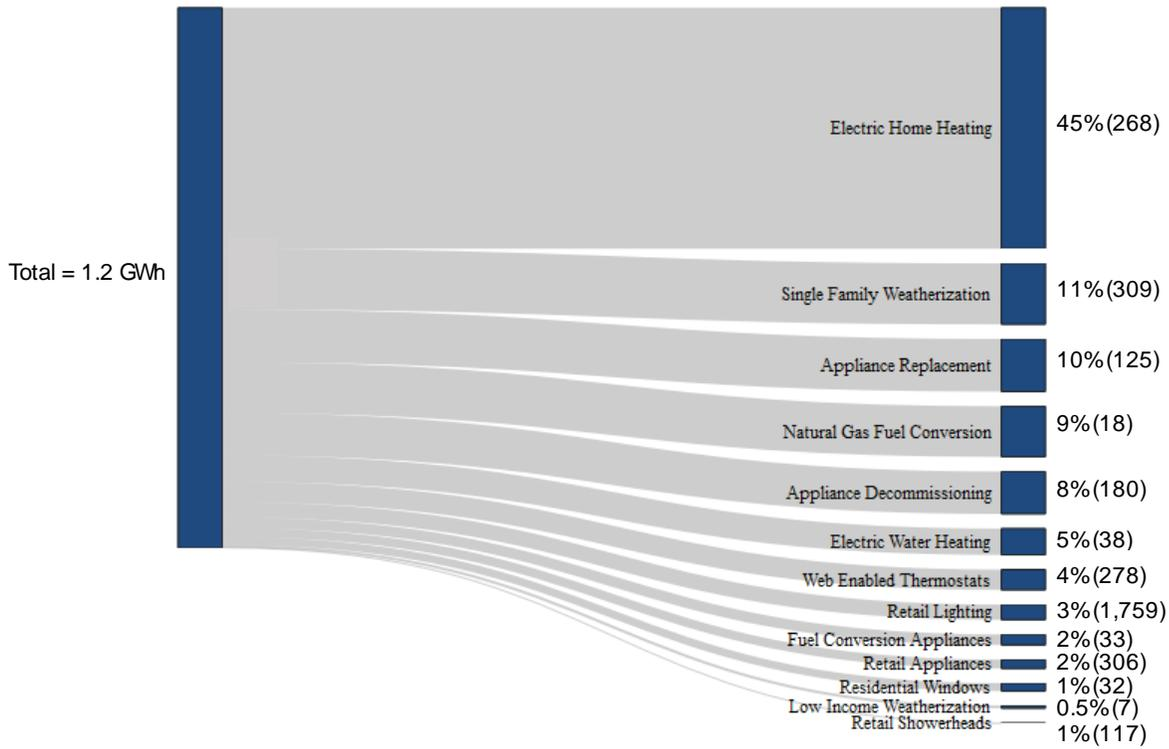 Total = 1.2 GWh
Electric Home Heating 45% (268)
Single Family Weatherization 11% (309)
Appliance Replacement 10% (125)
Natural Gas Fuel Conversion 9% (18)
Appliance Decommissioning 8% (180)
Electric Water Heating 5% (38)
Web Enabled Thermostats 4% (278)
Retail Lighting 3% (1,759)
Fuel Conversion Appliances 2% (33)
Retail Appliances 2% (306)
Residential Windows 1% (32)
Low Income Weatherization 0.5% (7)
Retail Showerheads 1% (117)